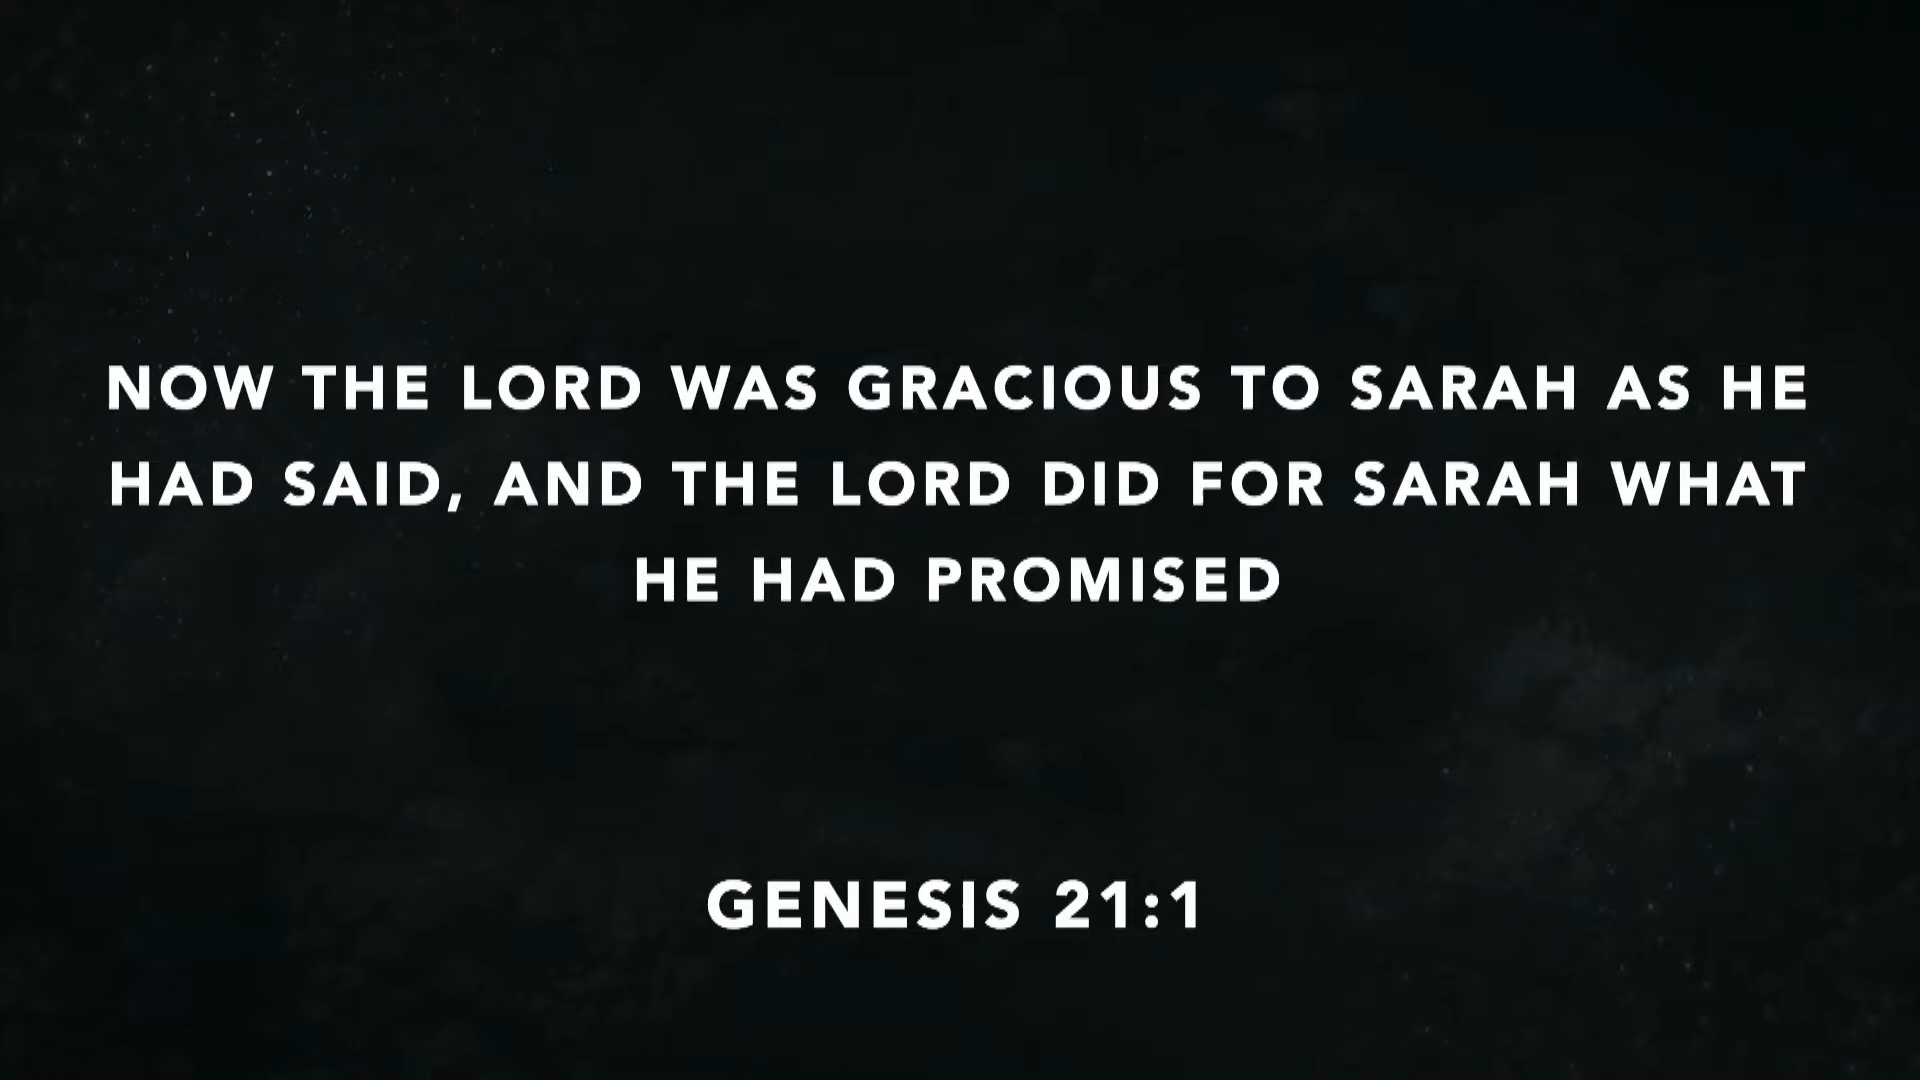 NOW THE LORD WAS GRACIOUS TO SARAH AS HE
HAD SAID, AND THE LORD DID FOR SARAH WHAT
HE HAD PROMISED
GENESIS 21:1